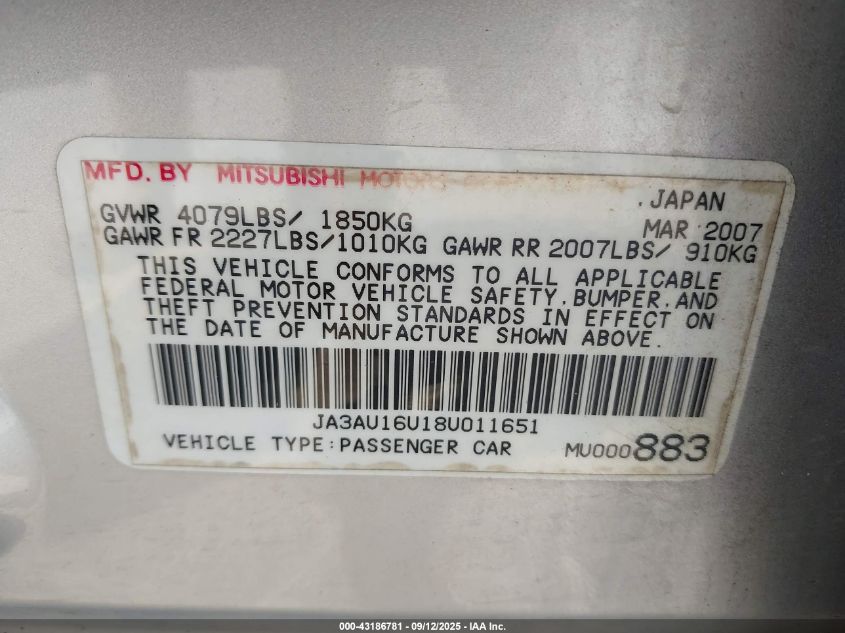 MFD. BY MITSUBISHI MOTORS
. JAPAN
GVWR 4079LBS/ 1850KG
MAR 2007
GAWR FR 2227LBS/1010KG GAWR RR 2007LBS/ 910KG
THIS VEHICLE CONFORMS TO ALL APPLICABLE
FEDERAL MOTOR VEHICLE SAFETY, BUMPER, AND
THEFT PREVENTION STANDARDS IN EFFECT ON
THE DATE OF MANUFACTURE SHOWN ABOVE.
JA3AU16U18U011651
VEHICLE TYPE:PASSENGER CAR
MU000883
000-43186781 - 09/12/2025 - IAA Inc.